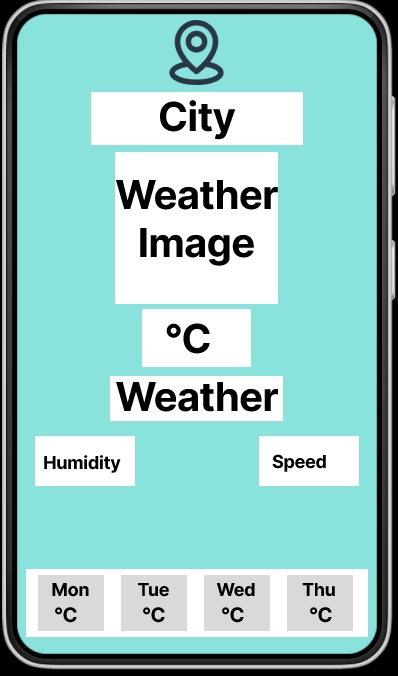 City
Weather
Image
°C
Weather
Humidity
Speed
Mon
°C
Tue
°C
Wed
°C
Thu
°C